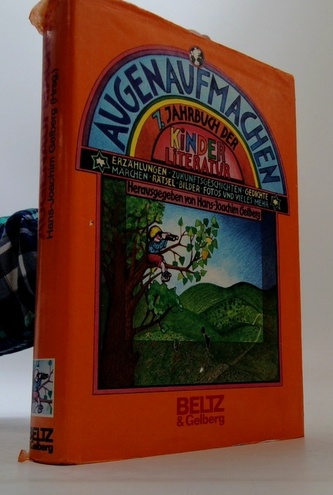 AUGENAUFMACHEN
7. JAHRBUCH DER
KINDER
LITERATUR
ERZÄHLUNGEN · ZUKUNFTSGESCHICHTEN · GEDICHTE
MÄRCHEN · RÄTSEL · BILDER · FOTOS UND VIELES MEHR
Herausgegeben von Hans-Joachim Gelberg
BELTZ
& Gelberg
Hans-Joachim Gelberg (Hrsg.)
BELTZ
& Gelberg